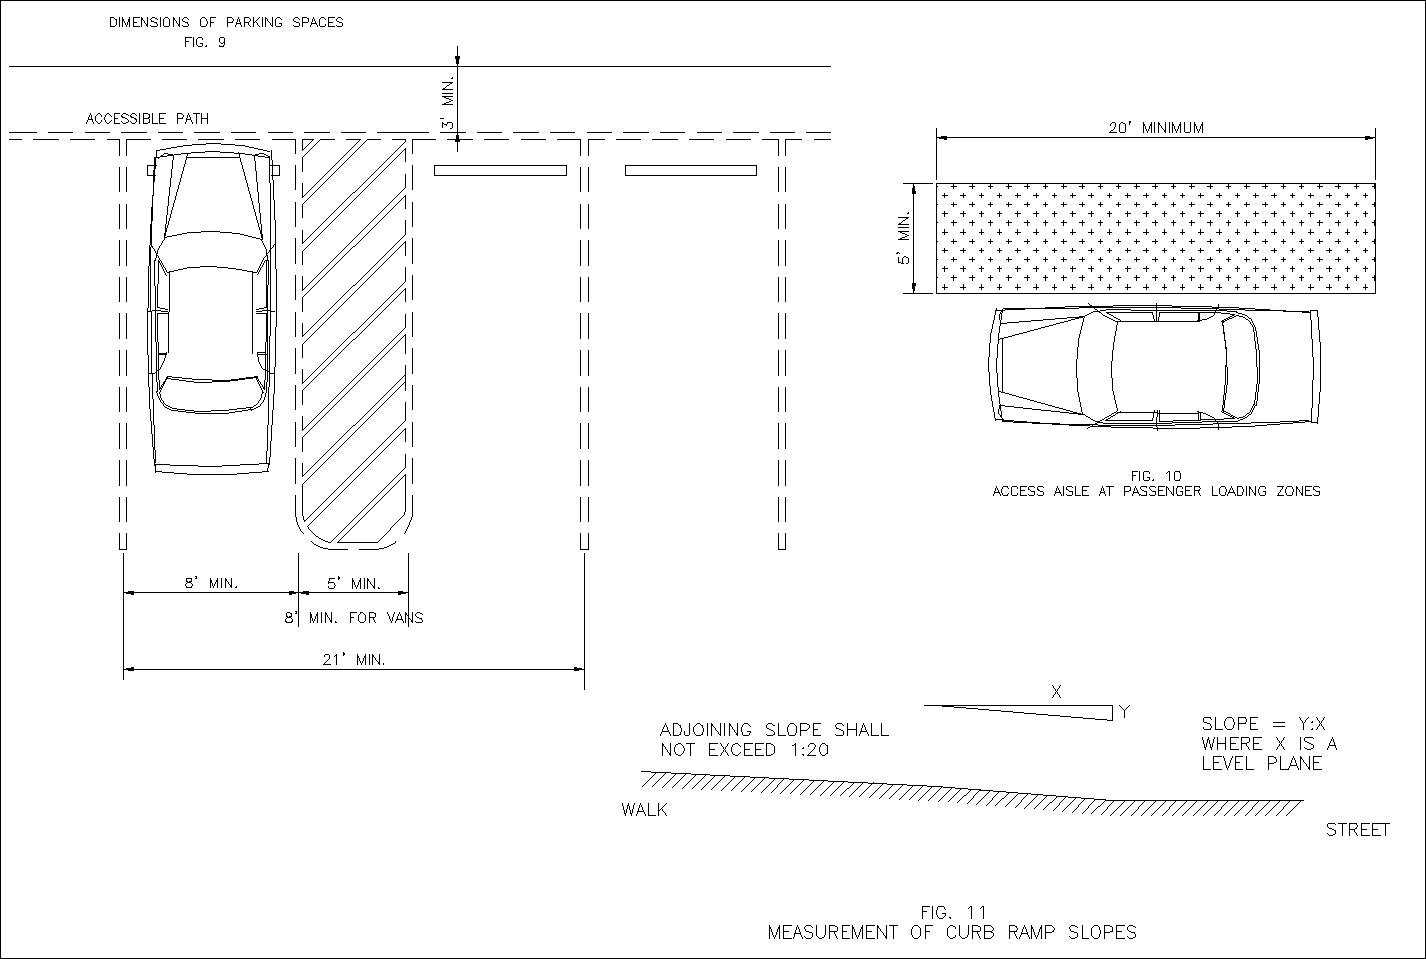 DIMENSIONS OF PARKING SPACES
FIG. 9
3' MIN.
ACCESSIBLE PATH
8' MIN.
5' MIN.
8' MIN. FOR VANS
21' MIN.
20' MINIMUM
5' MIN.
FIG. 10
ACCESS AISLE AT PASSENGER LOADING ZONES
X
Y
ADJOINING SLOPE SHALL
NOT EXCEED 1:20
SLOPE = Y:X
WHERE X IS A
LEVEL PLANE
WALK
STREET
FIG. 11
MEASUREMENT OF CURB RAMP SLOPES